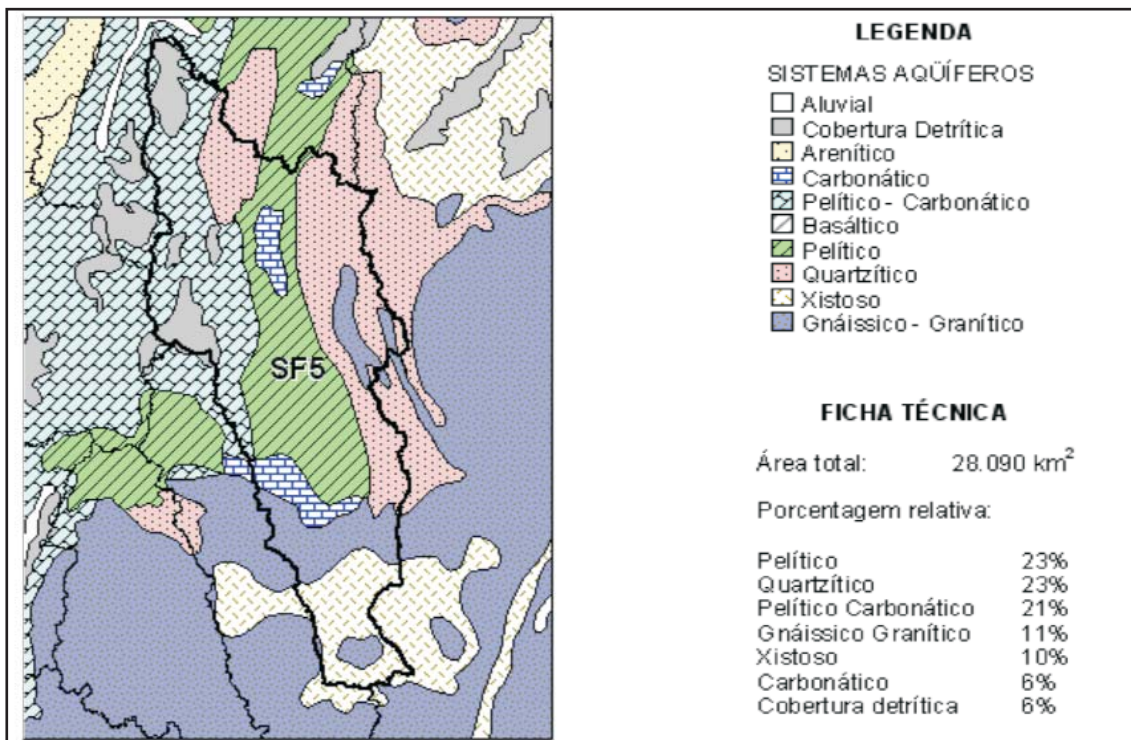 SF5
LEGENDA
SISTEMAS AQÜÍFEROS
Aluvial
Cobertura Detrítica
Arenítico
Carbonático
Pelítico - Carbonático
Basáltico
Pelítico
Quartzítico
Xistoso
Gnáissico - Granítico
FICHA TÉCNICA
Área total: 28.090 km²
Porcentagem relativa:
Pelítico 23%
Quartzítico 23%
Pelítico Carbonático 21%
Gnáissico Granítico 11%
Xistoso 10%
Carbonático 6%
Cobertura detrítica 6%